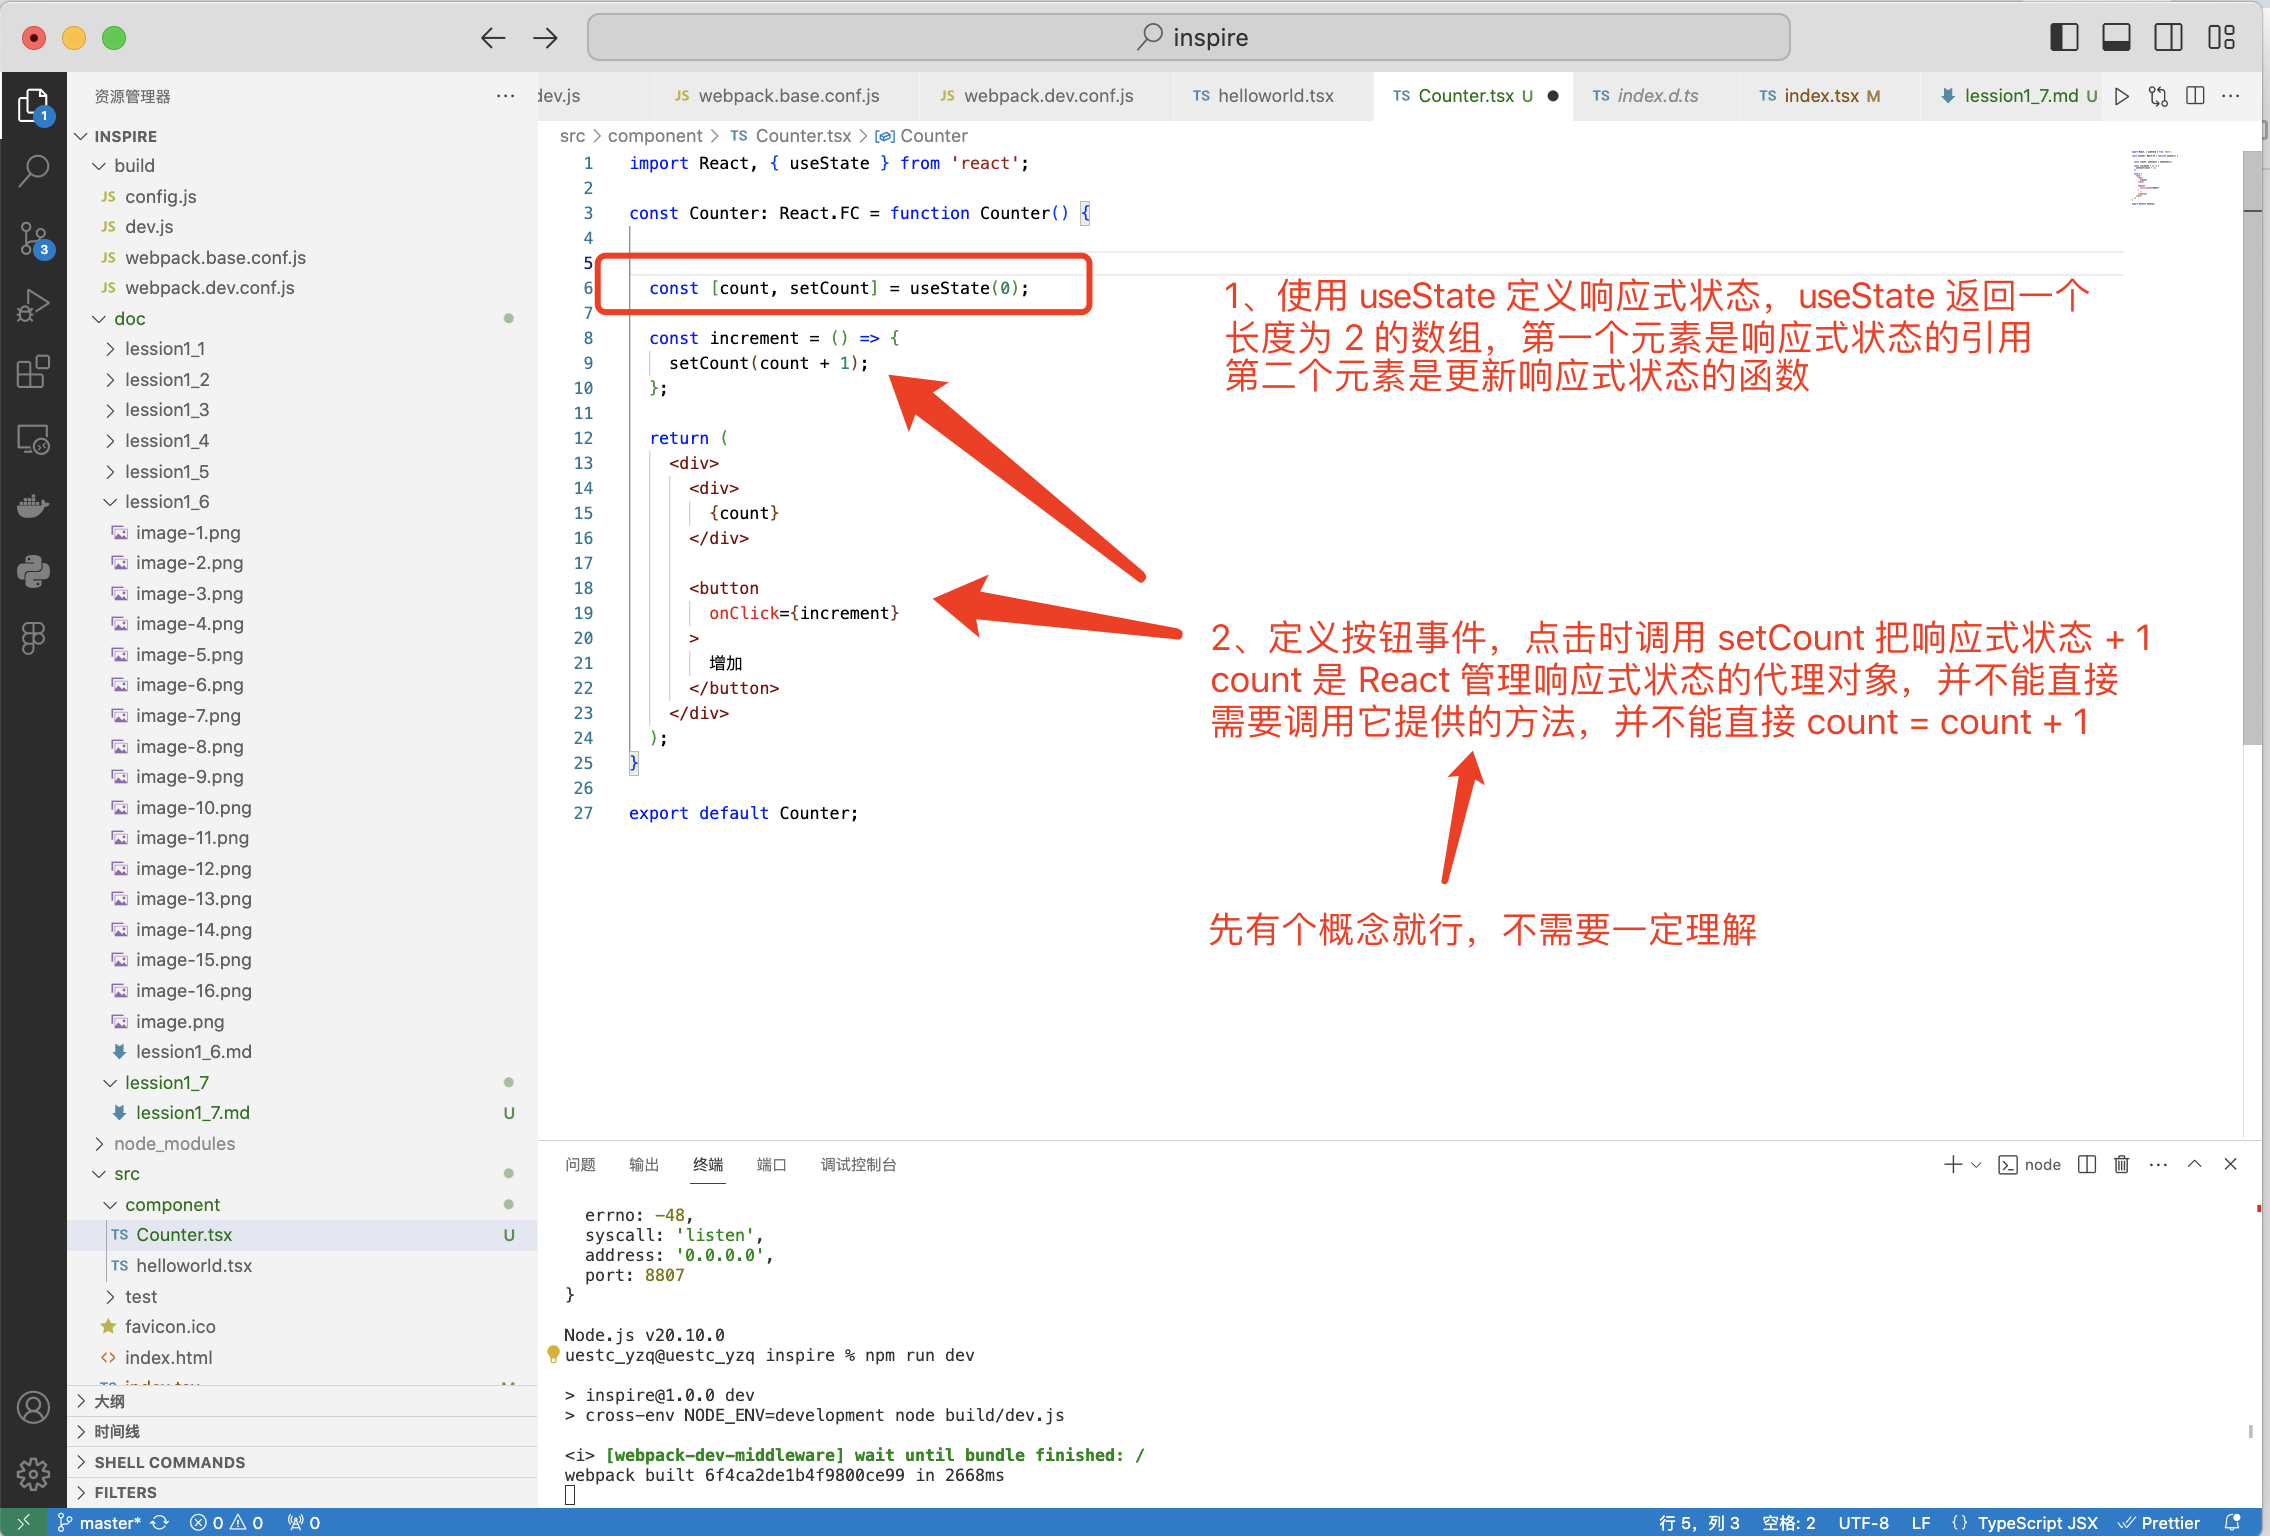 inspire
资源管理器
INSPIRE
build
JS config.js
JS dev.js
JS webpack.base.conf.js
JS webpack.dev.conf.js
doc
lession1_1
lession1_2
lession1_3
lession1_4
lession1_5
lession1_6
image-1.png
image-2.png
image-3.png
image-4.png
image-5.png
image-6.png
image-7.png
image-8.png
image-9.png
image-10.png
image-11.png
image-12.png
image-13.png
image-14.png
image-15.png
image-16.png
image.png
lession1_6.md
lession1_7
lession1_7.md U
node_modules
src
component
TS Counter.tsx U
TS helloworld.tsx
test
favicon.ico
<> index.html
大纲
时间线
SHELL COMMANDS
FILTERS
1
3
dev.js JS webpack.base.conf.js JS webpack.dev.conf.js TS helloworld.tsx TS Counter.tsx U TS index.d.ts TS index.tsx M lession1_7.md U
src > component > TS Counter.tsx > Counter
1 import React, { useState } from 'react';
2
3 const Counter: React.FC = function Counter() {
4
5
6 const [count, setCount] = useState(0);
7
8 const increment = () => {
9 setCount(count + 1);
10 };
11
12 return (
13 <div>
14 <div>
15 {count}
16 </div>
17
18 <button
19 onClick={increment}
20 >
21 增加
22 </button>
23 </div>
24 );
25 }
26
27 export default Counter;
1、使用 useState 定义响应式状态，useState 返回一个
长度为 2 的数组，第一个元素是响应式状态的引用
第二个元素是更新响应式状态的函数
2、定义按钮事件，点击时调用 setCount 把响应式状态 + 1
count 是 React 管理响应式状态的代理对象，并不能直接
需要调用它提供的方法，并不能直接 count = count + 1
先有个概念就行，不需要一定理解
问题 输出 终端 端口 调试控制台 node
errno: -48,
syscall: 'listen',
address: '0.0.0.0',
port: 8807
}
Node.js v20.10.0
uestc_yzq@uestc_yzq inspire % npm run dev
> inspire@1.0.0 dev
> cross-env NODE_ENV=development node build/dev.js
<i> [webpack-dev-middleware] wait until bundle finished: /
webpack built 6f4ca2de1b4f9800ce99 in 2668ms
master* 0 0 0 行 5，列 3 空格: 2 UTF-8 LF {} TypeScript JSX Prettier